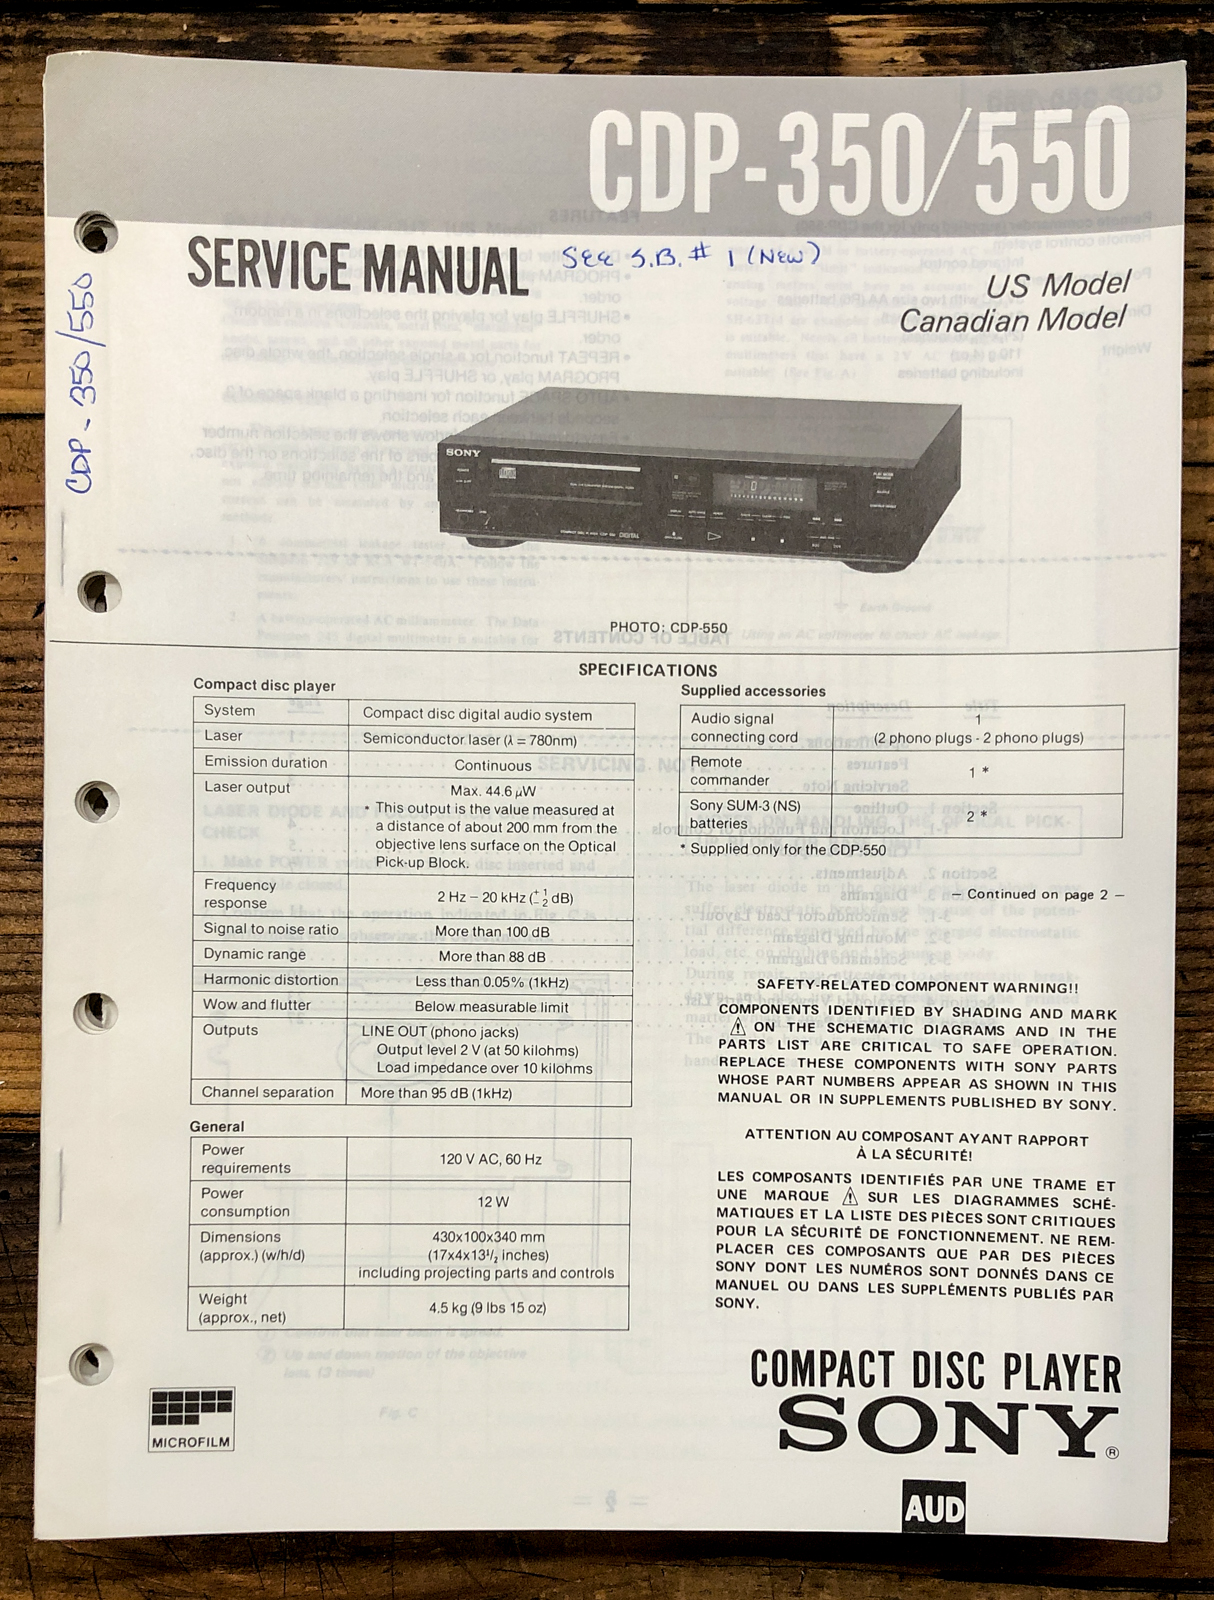 CDP-350/550
SERVICE MANUAL
SEE S.B. # 1 (NEW)
US Model
Canadian Model
CDP-350/550
SONY
DIGITAL
PHOTO: CDP-550
SPECIFICATIONS
Compact disc player
System Compact disc digital audio system
Laser Semiconductor laser (λ = 780nm)
Emission duration Continuous
Laser output Max. 44.6 μW
* This output is the value measured at
a distance of about 200 mm from the
objective lens surface on the Optical
Pick-up Block.
Frequency
response 2 Hz – 20 kHz (+1 −2 dB)
Signal to noise ratio More than 100 dB
Dynamic range More than 88 dB
Harmonic distortion Less than 0.05% (1kHz)
Wow and flutter Below measurable limit
Outputs LINE OUT (phono jacks)
Output level 2 V (at 50 kilohms)
Load impedance over 10 kilohms
Channel separation More than 95 dB (1kHz)
General
Power
requirements 120 V AC, 60 Hz
Power
consumption 12 W
Dimensions
(approx.) (w/h/d) 430x100x340 mm
(17x4x13½ inches)
including projecting parts and controls
Weight
(approx., net) 4.5 kg (9 lbs 15 oz)
Supplied accessories
Audio signal
connecting cord 1
(2 phono plugs - 2 phono plugs)
Remote
commander 1 *
Sony SUM-3 (NS)
batteries 2 *
* Supplied only for the CDP-550
– Continued on page 2 –
SAFETY-RELATED COMPONENT WARNING!!
COMPONENTS IDENTIFIED BY SHADING AND MARK
⚠ ON THE SCHEMATIC DIAGRAMS AND IN THE
PARTS LIST ARE CRITICAL TO SAFE OPERATION.
REPLACE THESE COMPONENTS WITH SONY PARTS
WHOSE PART NUMBERS APPEAR AS SHOWN IN THIS
MANUAL OR IN SUPPLEMENTS PUBLISHED BY SONY.
ATTENTION AU COMPOSANT AYANT RAPPORT
À LA SÉCURITÉ!
LES COMPOSANTS IDENTIFIÉS PAR UNE TRAME ET
UNE MARQUE ⚠ SUR LES DIAGRAMMES SCHÉ-
MATIQUES ET LA LISTE DES PIÈCES SONT CRITIQUES
POUR LA SÉCURITÉ DE FONCTIONNEMENT. NE REM-
PLACER CES COMPOSANTS QUE PAR DES PIÈCES
SONY DONT LES NUMÉROS SONT DONNÉS DANS CE
MANUEL OU DANS LES SUPPLÉMENTS PUBLIÉS PAR
SONY.
MICROFILM
COMPACT DISC PLAYER
SONY®
AUD